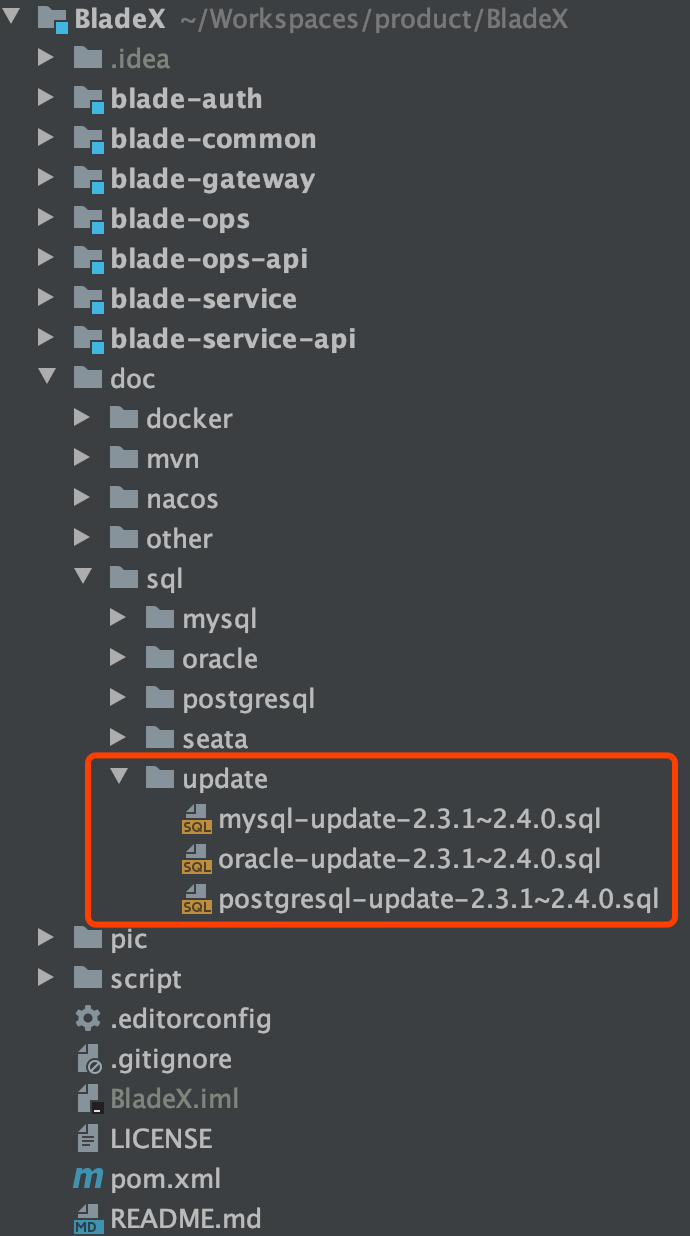 BladeX ~/Workspaces/product/BladeX
.idea
blade-auth
blade-common
blade-gateway
blade-ops
blade-ops-api
blade-service
blade-service-api
doc
docker
mvn
nacos
other
sql
mysql
oracle
postgresql
seata
update
SQL mysql-update-2.3.1~2.4.0.sql
SQL oracle-update-2.3.1~2.4.0.sql
SQL postgresql-update-2.3.1~2.4.0.sql
pic
script
.editorconfig
.gitignore
BladeX.iml
LICENSE
m pom.xml
MD README.md